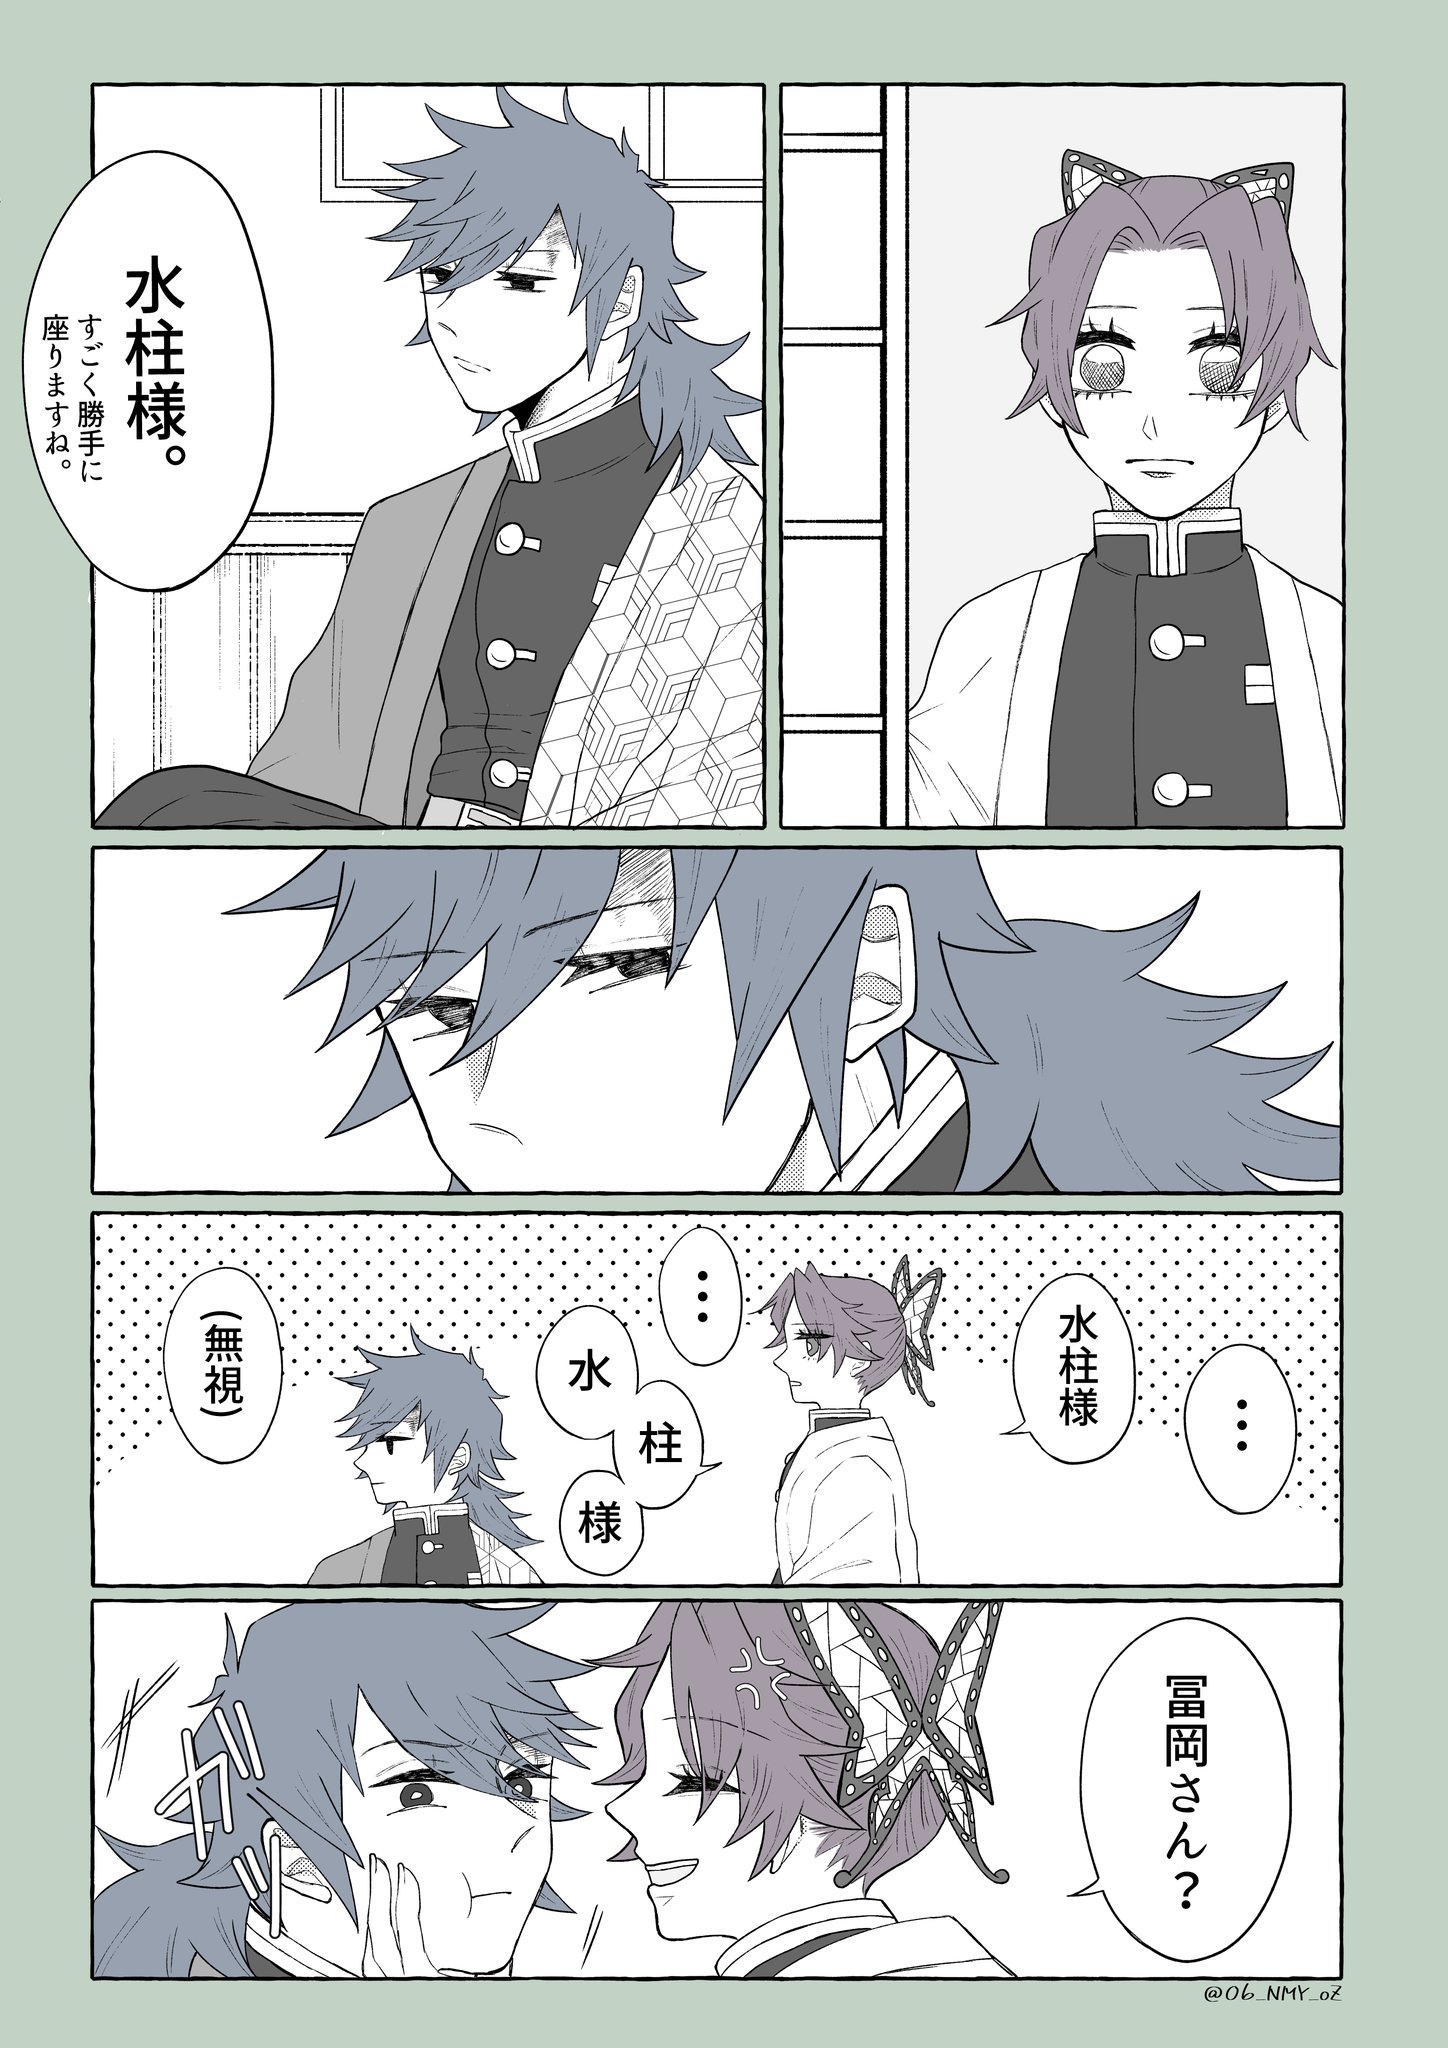 水柱様。
すごく勝手に
座りますね。
…
水柱様
…
水
柱
様
(無視)
冨岡さん？
ガシッ
@06_NMY_oZ